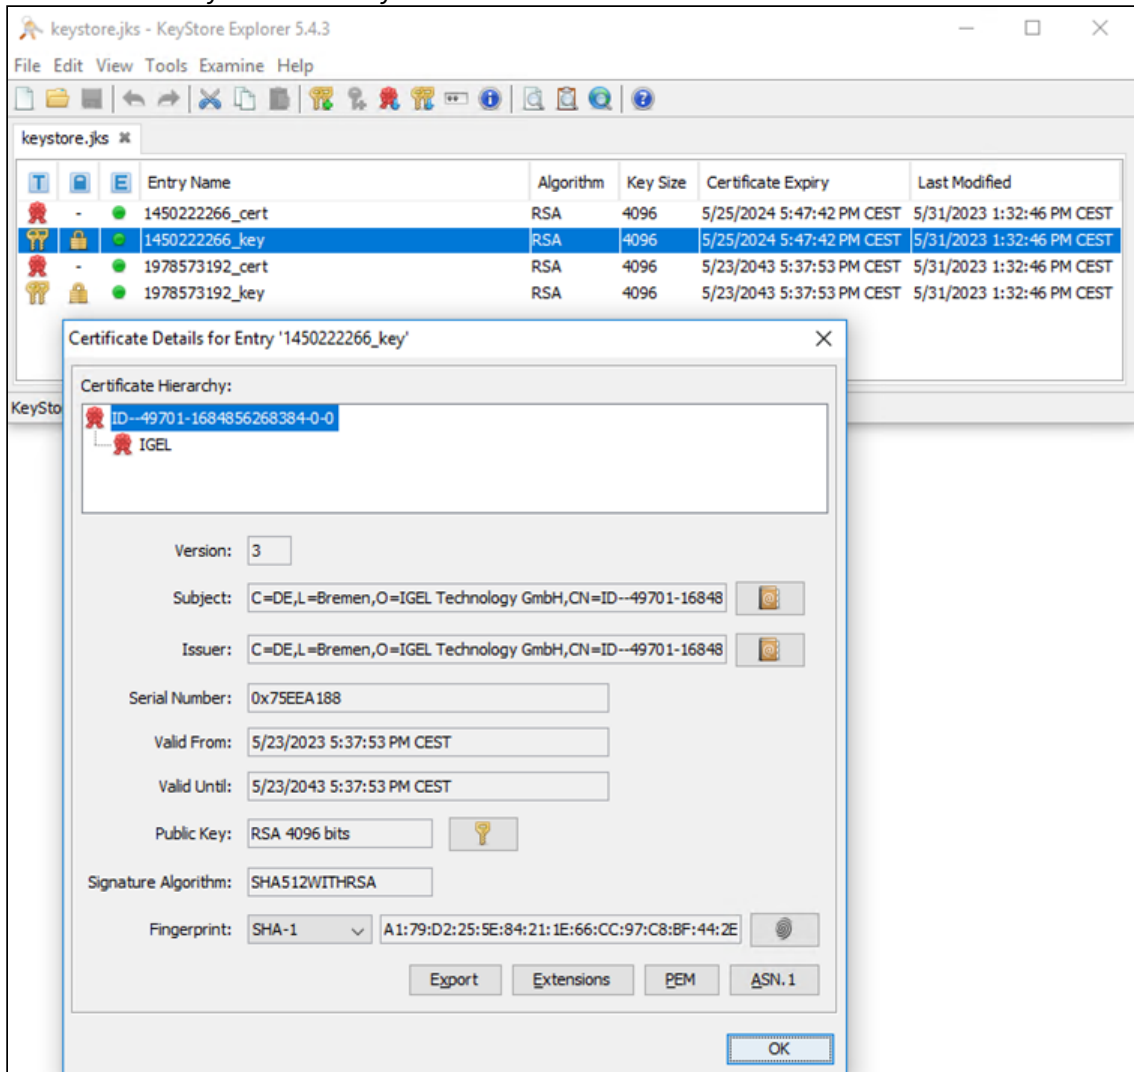 keystore.jks - KeyStore Explorer 5.4.3
File Edit View Tools Examine Help
keystore.jks
T E Entry Name Algorithm Key Size Certificate Expiry Last Modified
- 1450222266_cert RSA 4096 5/25/2024 5:47:42 PM CEST 5/31/2023 1:32:46 PM CEST
1450222266_key RSA 4096 5/25/2024 5:47:42 PM CEST 5/31/2023 1:32:46 PM CEST
- 1978573192_cert RSA 4096 5/23/2043 5:37:53 PM CEST 5/31/2023 1:32:46 PM CEST
1978573192_key RSA 4096 5/23/2043 5:37:53 PM CEST 5/31/2023 1:32:46 PM CEST
Certificate Details for Entry '1450222266_key'
Certificate Hierarchy:
KeySto
ID--49701-1684856268384-0-0
IGEL
Version: 3
Subject: C=DE,L=Bremen,O=IGEL Technology GmbH,CN=ID--49701-16848
Issuer: C=DE,L=Bremen,O=IGEL Technology GmbH,CN=ID--49701-16848
Serial Number: 0x75EEA188
Valid From: 5/23/2023 5:37:53 PM CEST
Valid Until: 5/23/2043 5:37:53 PM CEST
Public Key: RSA 4096 bits
Signature Algorithm: SHA512WITHRSA
Fingerprint: SHA-1 A1:79:D2:25:5E:84:21:1E:66:CC:97:C8:BF:44:2E
Export Extensions PEM ASN.1
OK